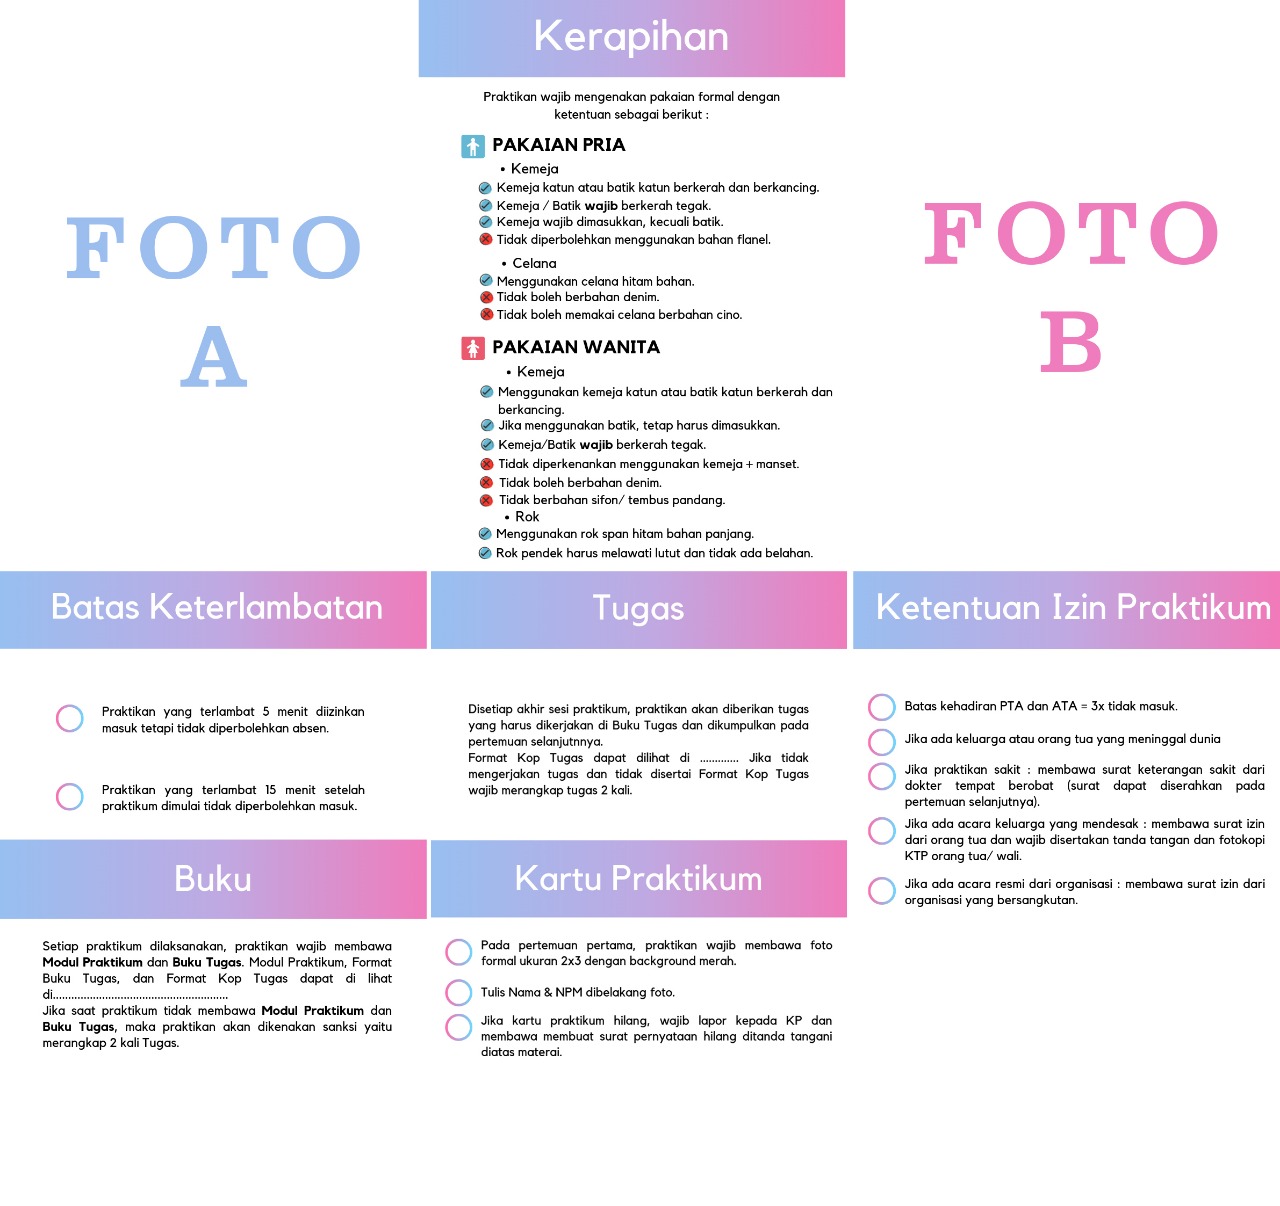 FOTO
A
Kerapihan
Praktikan wajib mengenakan pakaian formal dengan
ketentuan sebagai berikut :
PAKAIAN PRIA
• Kemeja
Kemeja katun atau batik katun berkerah dan berkancing.
Kemeja / Batik wajib berkerah tegak.
Kemeja wajib dimasukkan, kecuali batik.
Tidak diperbolehkan menggunakan bahan flanel.
• Celana
Menggunakan celana hitam bahan.
Tidak boleh berbahan denim.
Tidak boleh memakai celana berbahan cino.
PAKAIAN WANITA
• Kemeja
Menggunakan kemeja katun atau batik katun berkerah dan
berkancing.
Jika menggunakan batik, tetap harus dimasukkan.
Kemeja/Batik wajib berkerah tegak.
Tidak diperkenankan menggunakan kemeja + manset.
Tidak boleh berbahan denim.
Tidak berbahan sifon/ tembus pandang.
• Rok
Menggunakan rok span hitam bahan panjang.
Rok pendek harus melawati lutut dan tidak ada belahan.
FOTO
B
Batas Keterlambatan
Praktikan yang terlambat 5 menit diizinkan
masuk tetapi tidak diperbolehkan absen.
Praktikan yang terlambat 15 menit setelah
praktikum dimulai tidak diperbolehkan masuk.
Tugas
Disetiap akhir sesi praktikum, praktikan akan diberikan tugas
yang harus dikerjakan di Buku Tugas dan dikumpulkan pada
pertemuan selanjutnnya.
Format Kop Tugas dapat dilihat di ............. Jika tidak
mengerjakan tugas dan tidak disertai Format Kop Tugas
wajib merangkap tugas 2 kali.
Ketentuan Izin Praktikum
Batas kehadiran PTA dan ATA = 3x tidak masuk.
Jika ada keluarga atau orang tua yang meninggal dunia
Jika praktikan sakit : membawa surat keterangan sakit dari
dokter tempat berobat (surat dapat diserahkan pada
pertemuan selanjutnya).
Jika ada acara keluarga yang mendesak : membawa surat izin
dari orang tua dan wajib disertakan tanda tangan dan fotokopi
KTP orang tua/ wali.
Jika ada acara resmi dari organisasi : membawa surat izin dari
organisasi yang bersangkutan.
Buku
Setiap praktikum dilaksanakan, praktikan wajib membawa
Modul Praktikum dan Buku Tugas. Modul Praktikum, Format
Buku Tugas, dan Format Kop Tugas dapat di lihat
di..........................................................
Jika saat praktikum tidak membawa Modul Praktikum dan
Buku Tugas, maka praktikan akan dikenakan sanksi yaitu
merangkap 2 kali Tugas.
Kartu Praktikum
Pada pertemuan pertama, praktikan wajib membawa foto
formal ukuran 2x3 dengan background merah.
Tulis Nama & NPM dibelakang foto.
Jika kartu praktikum hilang, wajib lapor kepada KP dan
membawa membuat surat pernyataan hilang ditanda tangani
diatas materai.